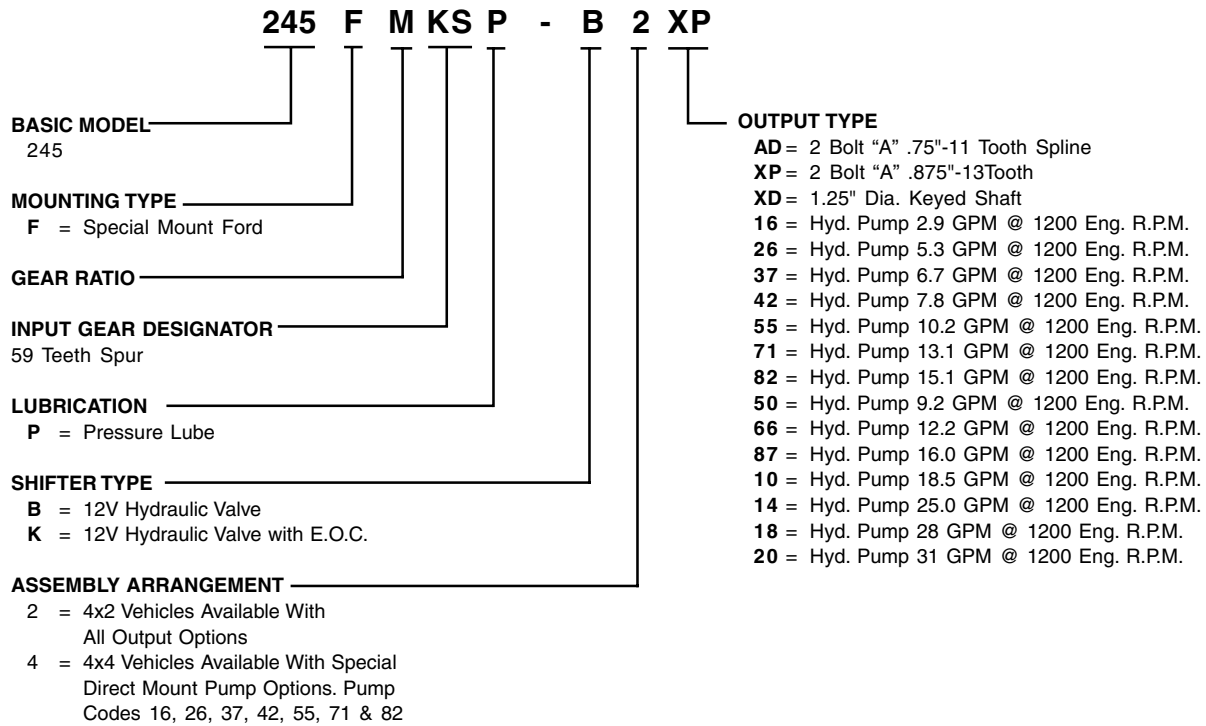 245 F M KS P - B 2 XP
BASIC MODEL
245
MOUNTING TYPE
F = Special Mount Ford
GEAR RATIO
INPUT GEAR DESIGNATOR
59 Teeth Spur
LUBRICATION
P = Pressure Lube
SHIFTER TYPE
B = 12V Hydraulic Valve
K = 12V Hydraulic Valve with E.O.C.
ASSEMBLY ARRANGEMENT
2 = 4x2 Vehicles Available With
All Output Options
4 = 4x4 Vehicles Available With Special
Direct Mount Pump Options. Pump
Codes 16, 26, 37, 42, 55, 71 & 82
OUTPUT TYPE
AD = 2 Bolt “A” .75"-11 Tooth Spline
XP = 2 Bolt “A” .875"-13Tooth
XD = 1.25" Dia. Keyed Shaft
16 = Hyd. Pump 2.9 GPM @ 1200 Eng. R.P.M.
26 = Hyd. Pump 5.3 GPM @ 1200 Eng. R.P.M.
37 = Hyd. Pump 6.7 GPM @ 1200 Eng. R.P.M.
42 = Hyd. Pump 7.8 GPM @ 1200 Eng. R.P.M.
55 = Hyd. Pump 10.2 GPM @ 1200 Eng. R.P.M.
71 = Hyd. Pump 13.1 GPM @ 1200 Eng. R.P.M.
82 = Hyd. Pump 15.1 GPM @ 1200 Eng. R.P.M.
50 = Hyd. Pump 9.2 GPM @ 1200 Eng. R.P.M.
66 = Hyd. Pump 12.2 GPM @ 1200 Eng. R.P.M.
87 = Hyd. Pump 16.0 GPM @ 1200 Eng. R.P.M.
10 = Hyd. Pump 18.5 GPM @ 1200 Eng. R.P.M.
14 = Hyd. Pump 25.0 GPM @ 1200 Eng. R.P.M.
18 = Hyd. Pump 28 GPM @ 1200 Eng. R.P.M.
20 = Hyd. Pump 31 GPM @ 1200 Eng. R.P.M.